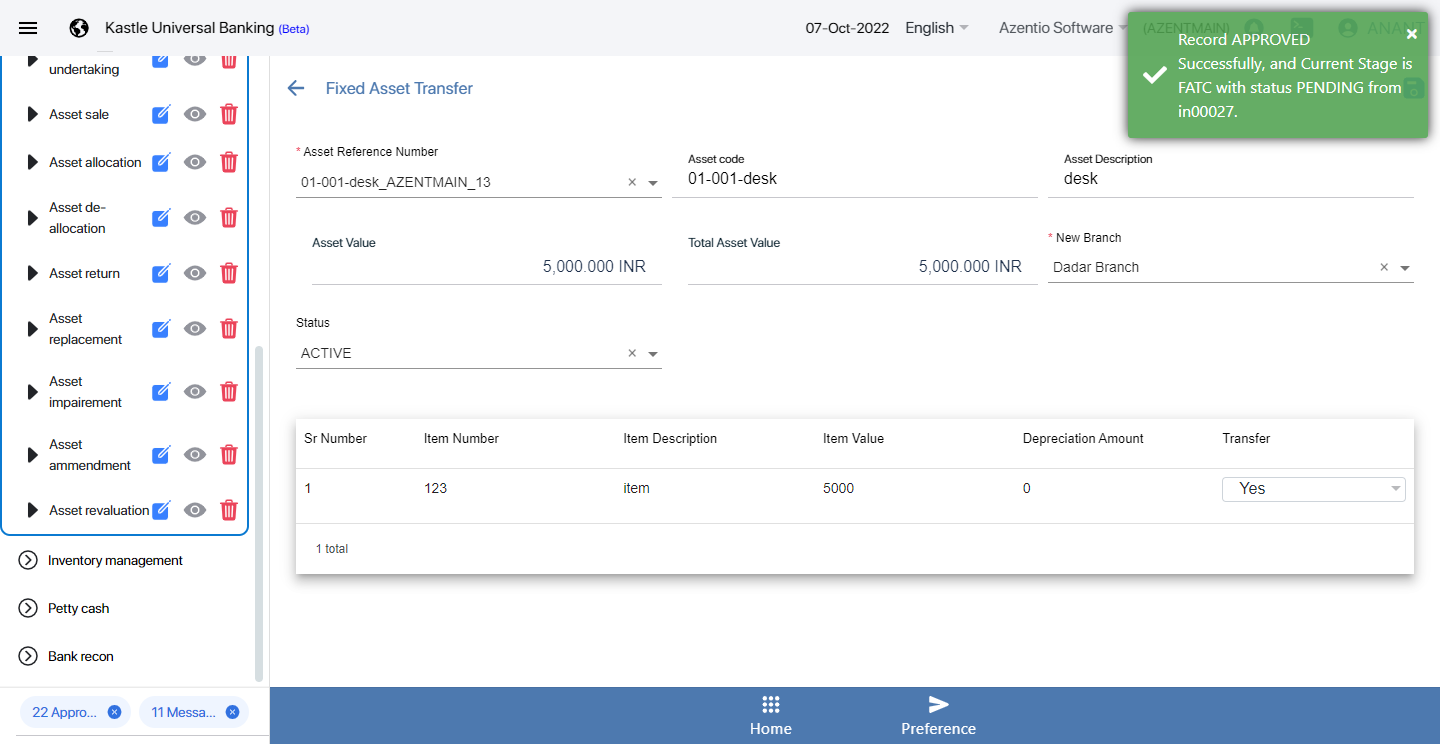 Kastle Universal Banking (Beta)
07-Oct-2022
English
Azentio Software
(AZENTMAIN)
ANANT
Record APPROVED
Successfully, and Current Stage is
FATC with status PENDING from
in00027.
undertaking
Asset sale
Asset allocation
Asset de-
allocation
Asset return
Asset
replacement
Asset
impairement
Asset
ammendment
Asset revaluation
Inventory management
Petty cash
Bank recon
22 Appro...
11 Messa...
Fixed Asset Transfer
* Asset Reference Number
01-001-desk_AZENTMAIN_13
Asset code
01-001-desk
Asset Description
desk
Asset Value
5,000.000 INR
Total Asset Value
5,000.000 INR
* New Branch
Dadar Branch
Status
ACTIVE
Sr Number Item Number Item Description Item Value Depreciation Amount Transfer
1 123 item 5000 0 Yes
1 total
Home
Preference